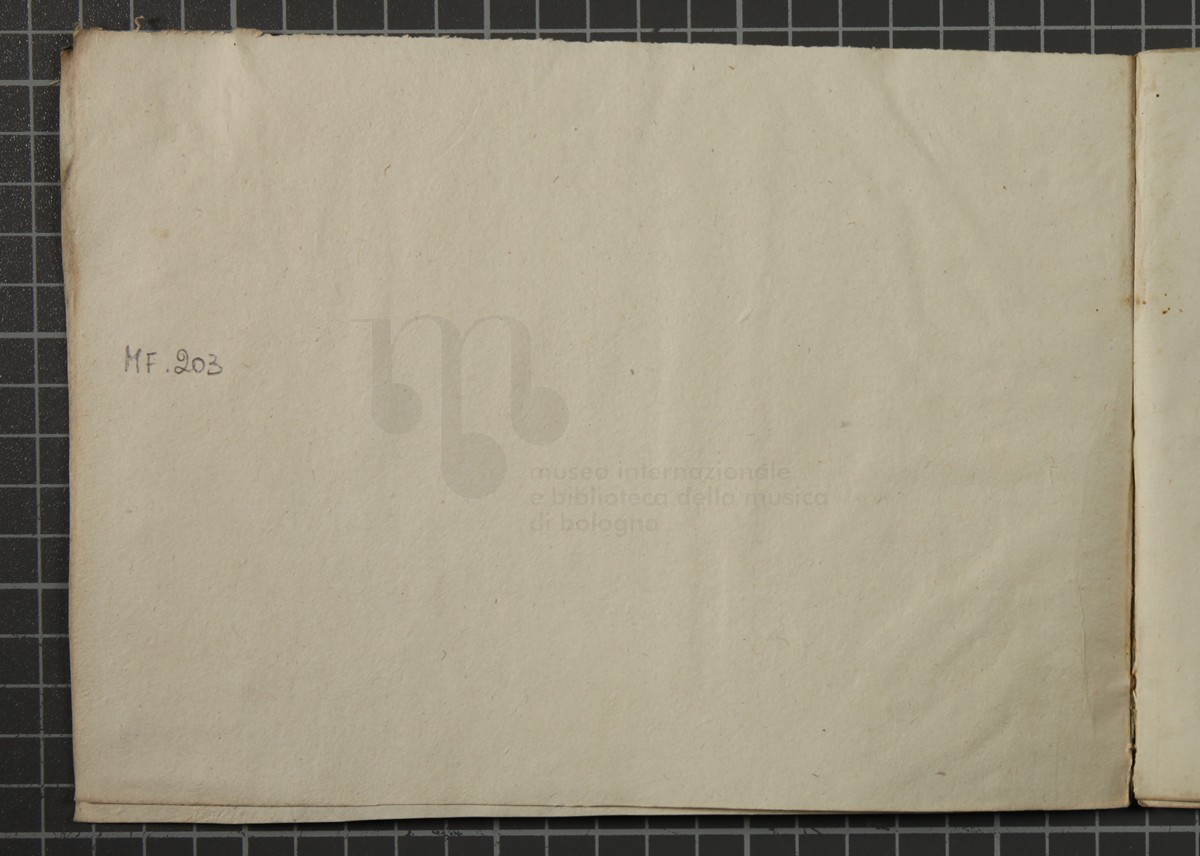 MF. 203
museo internazionale
e biblioteca della musica
di bologna